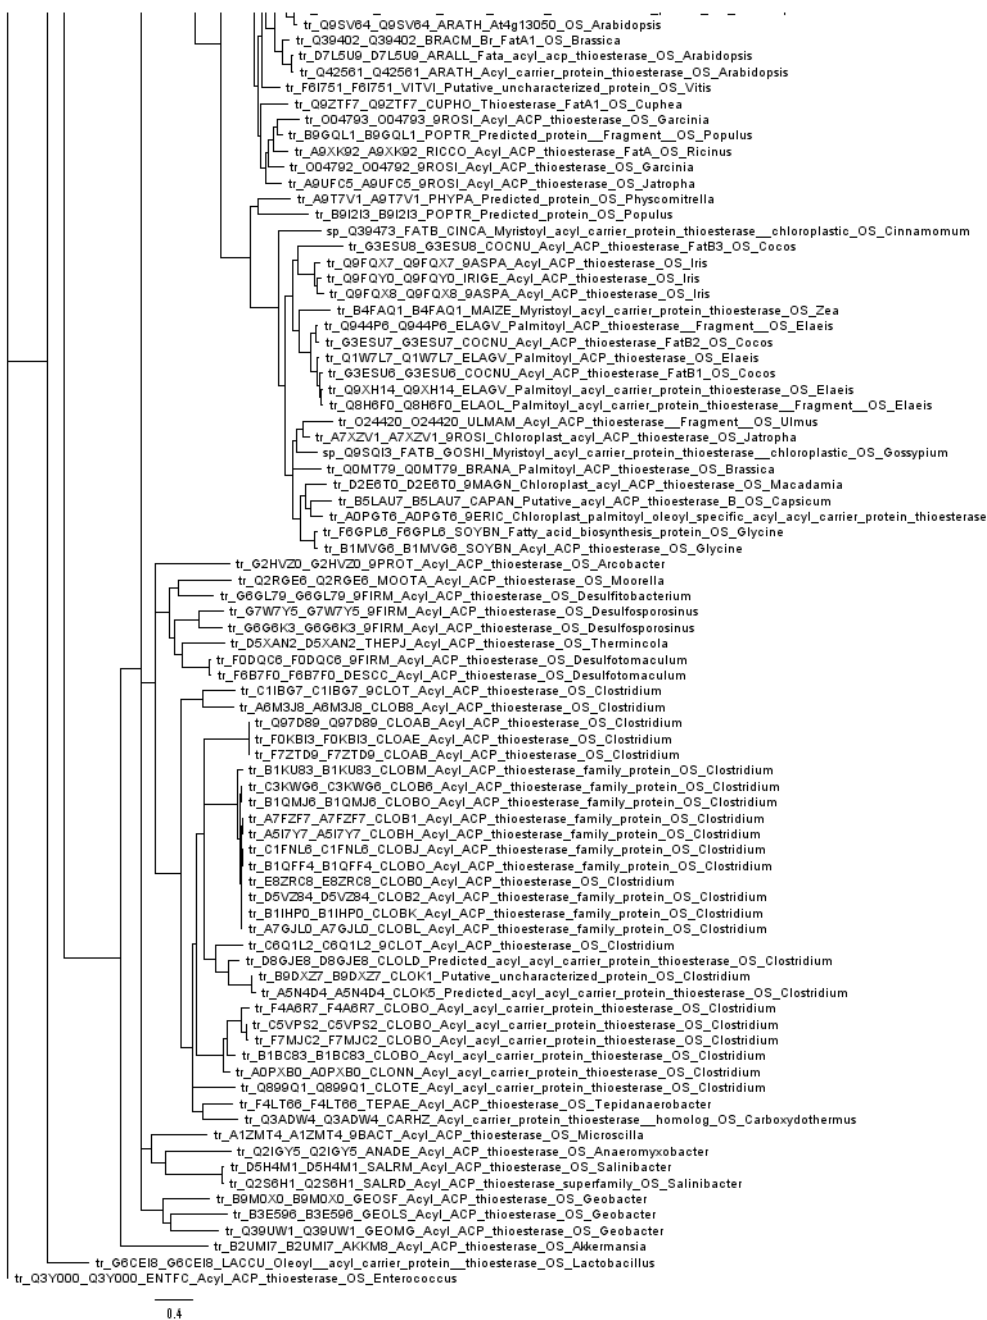 tr_Q9SV64_Q9SV64_ARATH_At4g13050_OS_Arabidopsis
tr_Q39402_Q39402_BRACM_Br_FatA1_OS_Brassica
tr_D7L5U9_D7L5U9_ARALL_Fata_acyl_acp_thioesterase_OS_Arabidopsis
tr_Q42561_Q42561_ARATH_Acyl_carrier_protein_thioesterase_OS_Arabidopsis
tr_F6I751_F6I751_VITVI_Putative_uncharacterized_protein_OS_Vitis
tr_Q9ZTF7_Q9ZTF7_CUPHO_Thioesterase_FatA1_OS_Cuphea
tr_O04793_O04793_9ROSI_Acyl_ACP_thioesterase_OS_Garcinia
tr_B9GQL1_B9GQL1_POPTR_Predicted_protein__Fragment__OS_Populus
tr_A9XK92_A9XK92_RICCO_Acyl_ACP_thioesterase_FatA_OS_Ricinus
tr_O04792_O04792_9ROSI_Acyl_ACP_thioesterase_OS_Garcinia
tr_A9UFC5_A9UFC5_9ROSI_Acyl_ACP_thioesterase_OS_Jatropha
tr_A9T7V1_A9T7V1_PHYPA_Predicted_protein_OS_Physcomitrella
tr_B9I2I3_B9I2I3_POPTR_Predicted_protein_OS_Populus
sp_Q39473_FATB_CINCA_Myristoyl_acyl_carrier_protein_thioesterase__chloroplastic_OS_Cinnamomum
tr_G3ESU8_G3ESU8_COCNU_Acyl_ACP_thioesterase_FatB3_OS_Cocos
tr_Q9FQX7_Q9FQX7_9ASPA_Acyl_ACP_thioesterase_OS_Iris
tr_Q9FQY0_Q9FQY0_IRIGE_Acyl_ACP_thioesterase_OS_Iris
tr_Q9FQX8_Q9FQX8_9ASPA_Acyl_ACP_thioesterase_OS_Iris
tr_B4FAQ1_B4FAQ1_MAIZE_Myristoyl_acyl_carrier_protein_thioesterase_OS_Zea
tr_Q944P6_Q944P6_ELAGV_Palmitoyl_ACP_thioesterase__Fragment__OS_Elaeis
tr_G3ESU7_G3ESU7_COCNU_Acyl_ACP_thioesterase_FatB2_OS_Cocos
tr_Q1W7L7_Q1W7L7_ELAGV_Palmitoyl_ACP_thioesterase_OS_Elaeis
tr_G3ESU6_G3ESU6_COCNU_Acyl_ACP_thioesterase_FatB1_OS_Cocos
tr_Q9XH14_Q9XH14_ELAGV_Palmitoyl_acyl_carrier_protein_thioesterase_OS_Elaeis
tr_Q8H6F0_Q8H6F0_ELAOL_Palmitoyl_acyl_carrier_protein_thioesterase__Fragment__OS_Elaeis
tr_O24420_O24420_ULMAM_Acyl_ACP_thioesterase__Fragment__OS_Ulmus
tr_A7XZV1_A7XZV1_9ROSI_Chloroplast_acyl_ACP_thioesterase_OS_Jatropha
sp_Q9SQI3_FATB_GOSHI_Myristoyl_acyl_carrier_protein_thioesterase__chloroplastic_OS_Gossypium
tr_Q0MT79_Q0MT79_BRANA_Palmitoyl_ACP_thioesterase_OS_Brassica
tr_D2E6T0_D2E6T0_9MAGN_Chloroplast_acyl_ACP_thioesterase_OS_Macadamia
tr_B5LAU7_B5LAU7_CAPAN_Putative_acyl_ACP_thioesterase_B_OS_Capsicum
tr_A0PGT6_A0PGT6_9ERIC_Chloroplast_palmitoyl_oleoyl_specific_acyl_acyl_carrier_protein_thioesterase
tr_F6GPL6_F6GPL6_SOYBN_Fatty_acid_biosynthesis_protein_OS_Glycine
tr_B1MVG6_B1MVG6_SOYBN_Acyl_ACP_thioesterase_OS_Glycine
tr_G2HVZ0_G2HVZ0_9PROT_Acyl_ACP_thioesterase_OS_Arcobacter
tr_Q2RGE6_Q2RGE6_MOOTA_Acyl_ACP_thioesterase_OS_Moorella
tr_G6GL79_G6GL79_9FIRM_Acyl_ACP_thioesterase_OS_Desulfitobacterium
tr_G7W7Y5_G7W7Y5_9FIRM_Acyl_ACP_thioesterase_OS_Desulfosporosinus
tr_G6G6K3_G6G6K3_9FIRM_Acyl_ACP_thioesterase_OS_Desulfosporosinus
tr_D5XAN2_D5XAN2_THEPJ_Acyl_ACP_thioesterase_OS_Thermincola
tr_F0DQC6_F0DQC6_9FIRM_Acyl_ACP_thioesterase_OS_Desulfotomaculum
tr_F6B7F0_F6B7F0_DESCC_Acyl_ACP_thioesterase_OS_Desulfotomaculum
tr_C1IBG7_C1IBG7_9CLOT_Acyl_ACP_thioesterase_OS_Clostridium
tr_A6M3J8_A6M3J8_CLOB8_Acyl_ACP_thioesterase_OS_Clostridium
tr_Q97D89_Q97D89_CLOAB_Acyl_ACP_thioesterase_OS_Clostridium
tr_F0KBI3_F0KBI3_CLOAE_Acyl_ACP_thioesterase_OS_Clostridium
tr_F7ZTD9_F7ZTD9_CLOAB_Acyl_ACP_thioesterase_OS_Clostridium
tr_B1KU83_B1KU83_CLOBM_Acyl_ACP_thioesterase_family_protein_OS_Clostridium
tr_C3KWG6_C3KWG6_CLOB6_Acyl_ACP_thioesterase_family_protein_OS_Clostridium
tr_B1QMJ6_B1QMJ6_CLOBO_Acyl_ACP_thioesterase_family_protein_OS_Clostridium
tr_A7FZF7_A7FZF7_CLOB1_Acyl_ACP_thioesterase_family_protein_OS_Clostridium
tr_A5I7Y7_A5I7Y7_CLOBH_Acyl_ACP_thioesterase_family_protein_OS_Clostridium
tr_C1FNL6_C1FNL6_CLOBJ_Acyl_ACP_thioesterase_family_protein_OS_Clostridium
tr_B1QFF4_B1QFF4_CLOBO_Acyl_ACP_thioesterase_family_protein_OS_Clostridium
tr_E8ZRC8_E8ZRC8_CLOB0_Acyl_ACP_thioesterase_OS_Clostridium
tr_D5VZ84_D5VZ84_CLOB2_Acyl_ACP_thioesterase_family_protein_OS_Clostridium
tr_B1IHP0_B1IHP0_CLOBK_Acyl_ACP_thioesterase_family_protein_OS_Clostridium
tr_A7GJL0_A7GJL0_CLOBL_Acyl_ACP_thioesterase_family_protein_OS_Clostridium
tr_C6Q1L2_C6Q1L2_9CLOT_Acyl_ACP_thioesterase_OS_Clostridium
tr_D8GJE8_D8GJE8_CLOLD_Predicted_acyl_acyl_carrier_protein_thioesterase_OS_Clostridium
tr_B9DXZ7_B9DXZ7_CLOK1_Putative_uncharacterized_protein_OS_Clostridium
tr_A5N4D4_A5N4D4_CLOK5_Predicted_acyl_acyl_carrier_protein_thioesterase_OS_Clostridium
tr_F4A6R7_F4A6R7_CLOBO_Acyl_acyl_carrier_protein_thioesterase_OS_Clostridium
tr_C5VPS2_C5VPS2_CLOBO_Acyl_acyl_carrier_protein_thioesterase_OS_Clostridium
tr_F7MJC2_F7MJC2_CLOBO_Acyl_acyl_carrier_protein_thioesterase_OS_Clostridium
tr_B1BC83_B1BC83_CLOBO_Acyl_acyl_carrier_protein_thioesterase_OS_Clostridium
tr_A0PXB0_A0PXB0_CLONN_Acyl_acyl_carrier_protein_thioesterase_OS_Clostridium
tr_Q899Q1_Q899Q1_CLOTE_Acyl_acyl_carrier_protein_thioesterase_OS_Clostridium
tr_F4LT66_F4LT66_TEPAE_Acyl_ACP_thioesterase_OS_Tepidanaerobacter
tr_Q3ADW4_Q3ADW4_CARHZ_Acyl_carrier_protein_thioesterase__homolog_OS_Carboxydothermus
tr_A1ZMT4_A1ZMT4_9BACT_Acyl_ACP_thioesterase_OS_Microscilla
tr_Q2IGY5_Q2IGY5_ANADE_Acyl_ACP_thioesterase_OS_Anaeromyxobacter
tr_D5H4M1_D5H4M1_SALRM_Acyl_ACP_thioesterase_OS_Salinibacter
tr_Q2S6H1_Q2S6H1_SALRD_Acyl_ACP_thioesterase_superfamily_OS_Salinibacter
tr_B9M0X0_B9M0X0_GEOSF_Acyl_ACP_thioesterase_OS_Geobacter
tr_B3E596_B3E596_GEOLS_Acyl_ACP_thioesterase_OS_Geobacter
tr_Q39UW1_Q39UW1_GEOMG_Acyl_ACP_thioesterase_OS_Geobacter
tr_B2UMI7_B2UMI7_AKKM8_Acyl_ACP_thioesterase_OS_Akkermansia
tr_G6CEI8_G6CEI8_LACCU_Oleoyl__acyl_carrier_protein__thioesterase_OS_Lactobacillus
tr_Q3Y000_Q3Y000_ENTFC_Acyl_ACP_thioesterase_OS_Enterococcus
0.4